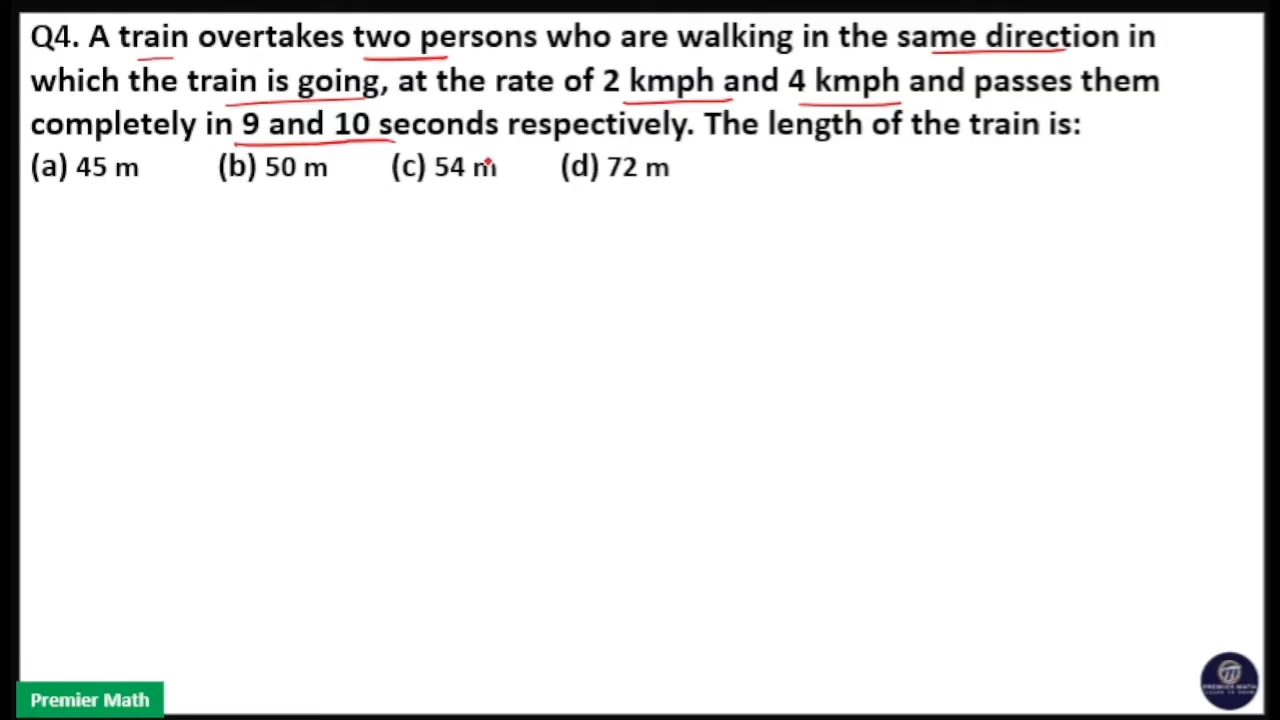 Q4. A train overtakes two persons who are walking in the same direction in
which the train is going, at the rate of 2 kmph and 4 kmph and passes them
completely in 9 and 10 seconds respectively. The length of the train is:
(a) 45 m (b) 50 m (c) 54 m (d) 72 m
Premier Math
PREMIER MATH